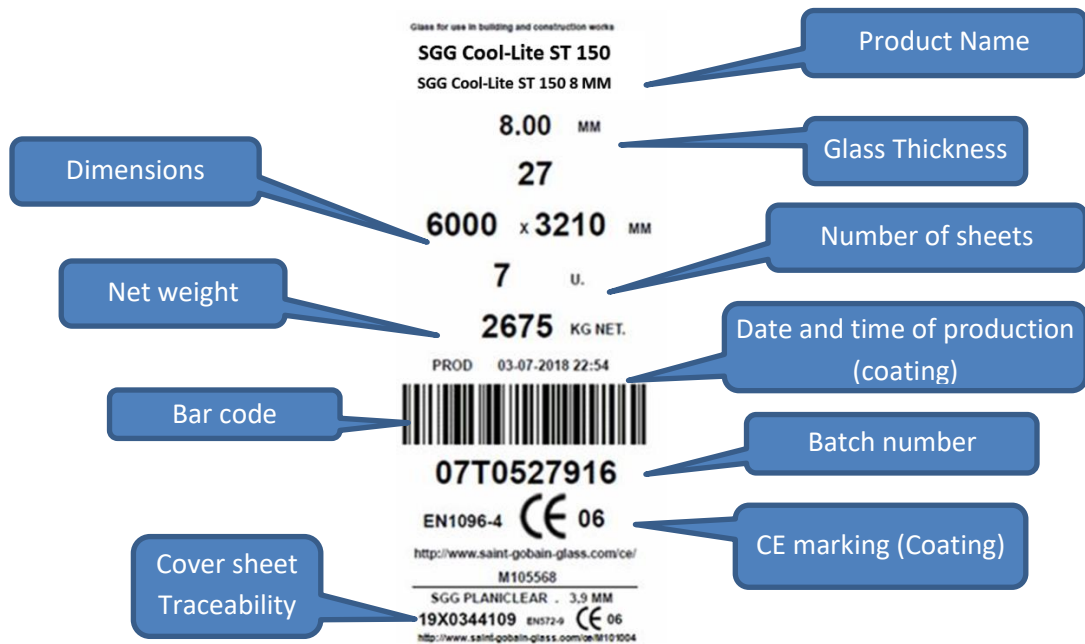 Glass for use in building and construction works
SGG Cool-Lite ST 150
SGG Cool-Lite ST 150 8 MM
Product Name
8.00 MM
Glass Thickness
Dimensions
27
6000 x 3210 MM
Number of sheets
7 U.
Net weight
2675 KG NET.
Date and time of production
(coating)
PROD 03-07-2018 22:54
Bar code
Batch number
07T0527916
EN1096-4 CE 06
CE marking (Coating)
http://www.saint-gobain-glass.com/ce/
M105568
Cover sheet
Traceability
SGG PLANICLEAR . 3,9 MM
19X0344109 EN572-9 CE 06
http://www.saint-gobain-glass.com/ce/M101004